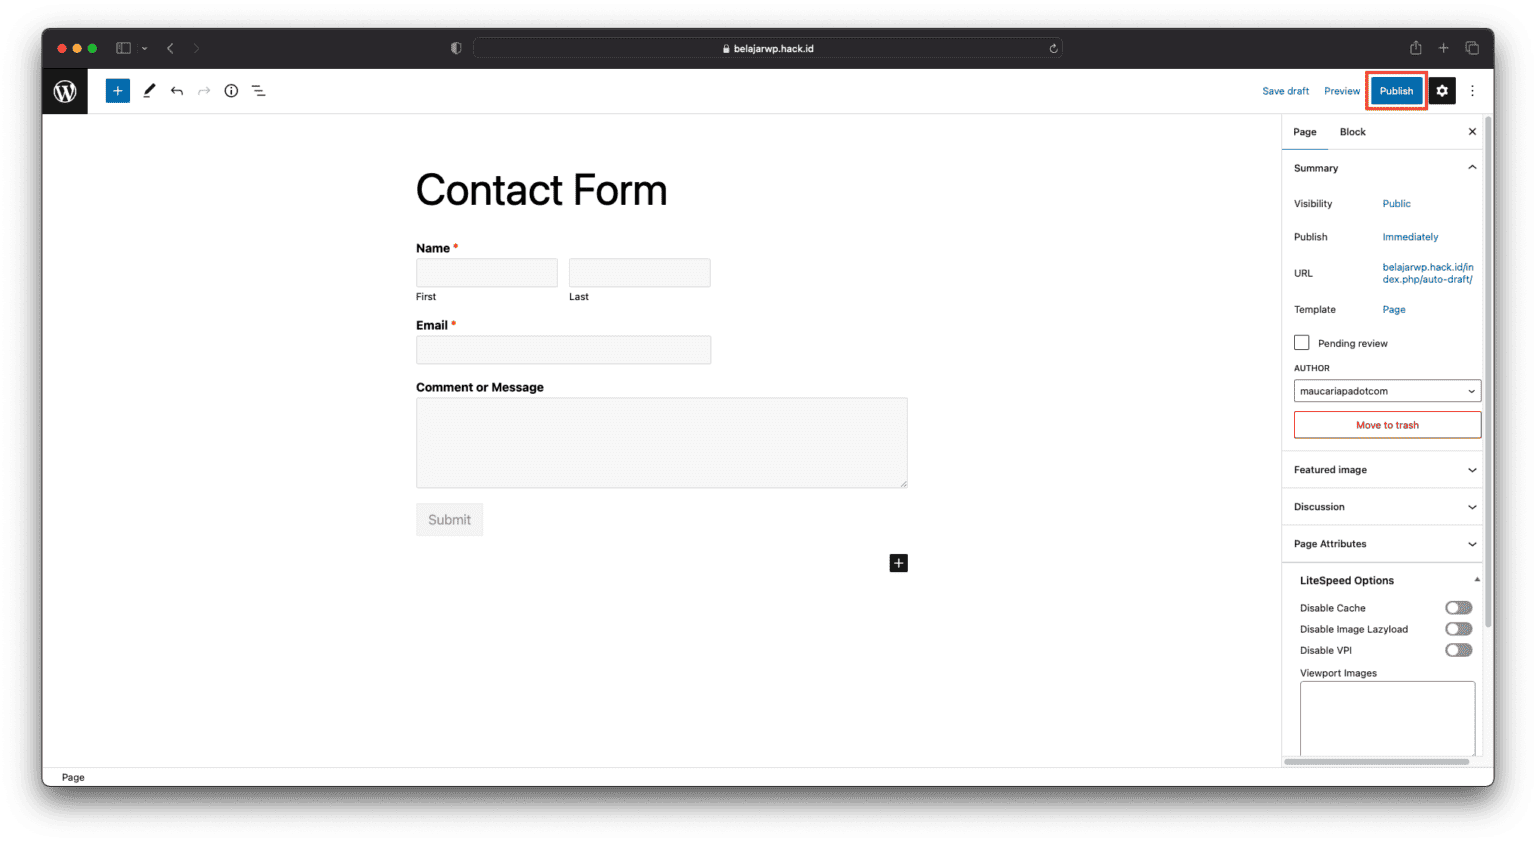 belajarwp.hack.id
Save draft Preview Publish
Page Block
Summary
Visibility Public
Publish Immediately
URL belajarwp.hack.id/in
dex.php/auto-draft/
Template Page
Pending review
AUTHOR
maucariapadotcom
Move to trash
Featured image
Discussion
Page Attributes
LiteSpeed Options
Disable Cache
Disable Image Lazyload
Disable VPI
Viewport Images
Contact Form
Name *
First Last
Email *
Comment or Message
Submit
Page